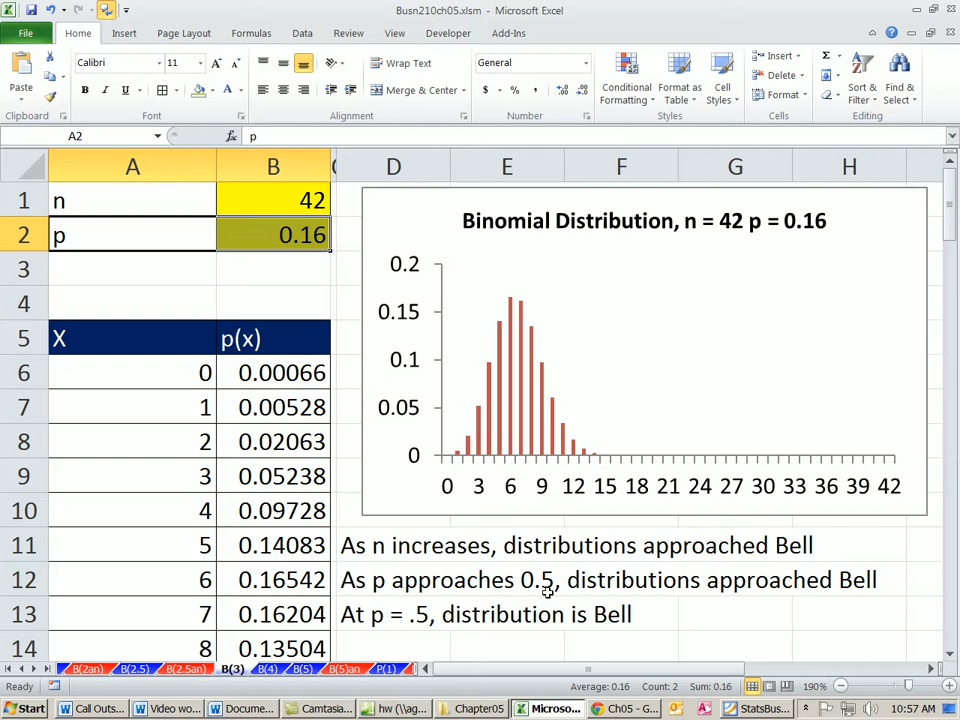 Busn210ch05.xlsm - Microsoft Excel
File Home Insert Page Layout Formulas Data Review View Developer Add-Ins
Paste
Calibri 11
B I U
Wrap Text
Merge & Center
General
$ % ,
Conditional Formatting
Format as Table
Cell Styles
Insert
Delete
Format
Sort & Filter
Find & Select
Clipboard Font Alignment Number Styles Cells Editing
A2 fx p
A B C D E F G H
1 n 42
2 p 0.16
3
4
5 X p(x)
6 0 0.00066
7 1 0.00528
8 2 0.02063
9 3 0.05238
10 4 0.09728
11 5 0.14083
12 6 0.16542
13 7 0.16204
14 8 0.13504
Binomial Distribution, n = 42 p = 0.16
0.2
0.15
0.1
0.05
0
0 3 6 9 12 15 18 21 24 27 30 33 36 39 42
As n increases, distributions approached Bell
As p approaches 0.5, distributions approached Bell
At p = .5, distribution is Bell
B(2an) B(2.5) B(2.5an) B(3) B(4) B(5) B(5)an P(1)
Ready Average: 0.16 Count: 2 Sum: 0.16 190%
Start Call Outs... Video wo... Docume... Camtasia... hw (\\ag... Chapter05 Microso... C - G... StatsBus... 10:57 AM